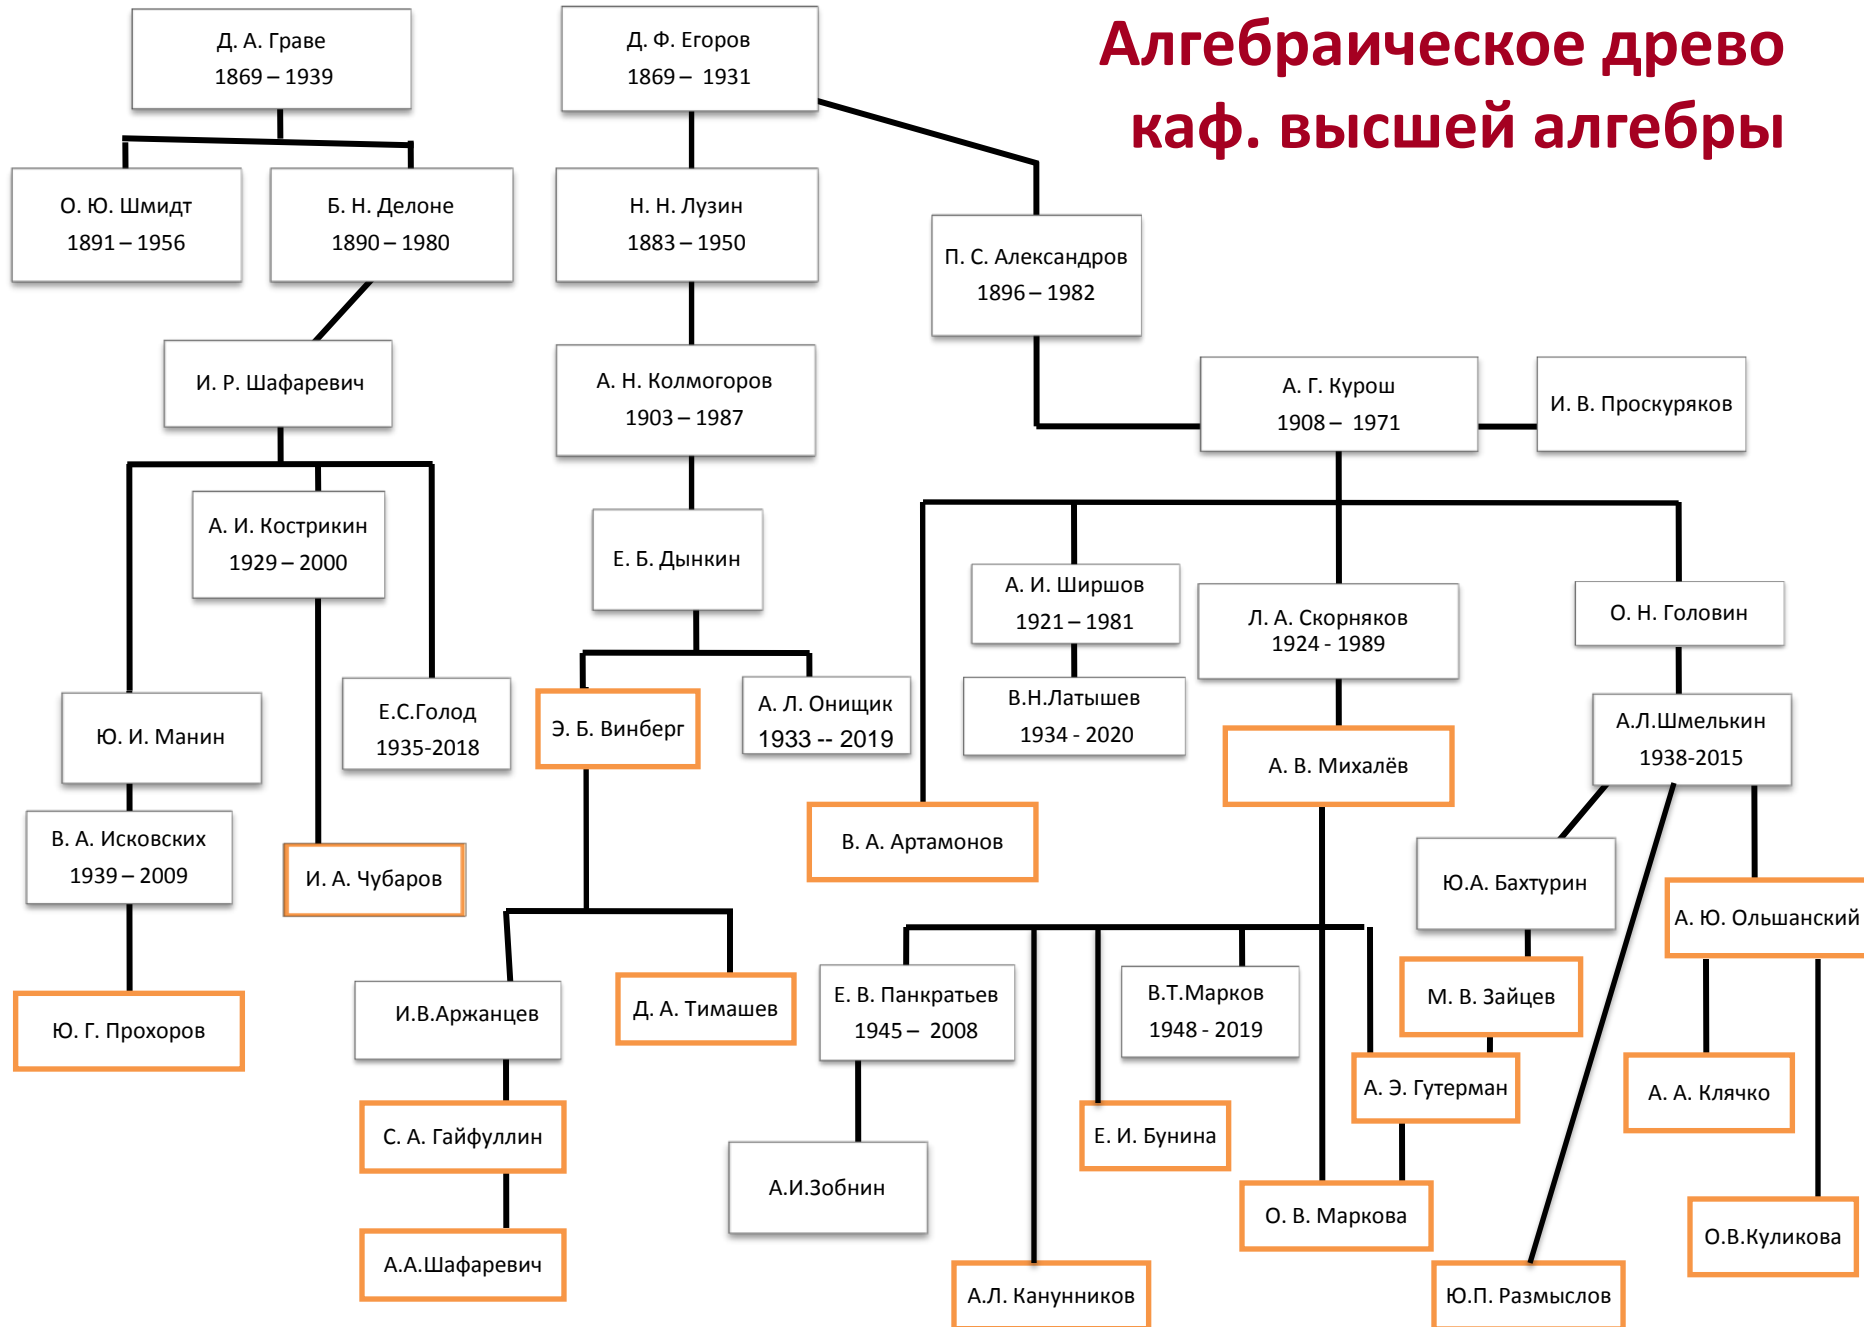 Алгебраическое древо
каф. высшей алгебры
Д. А. Граве
1869 – 1939
Д. Ф. Егоров
1869 – 1931
О. Ю. Шмидт
1891 – 1956
Б. Н. Делоне
1890 – 1980
Н. Н. Лузин
1883 – 1950
П. С. Александров
1896 – 1982
И. Р. Шафаревич
А. Н. Колмогоров
1903 – 1987
А. Г. Курош
1908 – 1971
И. В. Проскуряков
А. И. Кострикин
1929 – 2000
Е. Б. Дынкин
А. И. Ширшов
1921 – 1981
Л. А. Скорняков
1924 - 1989
О. Н. Головин
Ю. И. Манин
Е.С.Голод
1935-2018
Э. Б. Винберг
А. Л. Онищик
1933 -- 2019
В.Н.Латышев
1934 - 2020
А. В. Михалёв
А.Л.Шмелькин
1938-2015
В. А. Исковских
1939 – 2009
И. А. Чубаров
В. А. Артамонов
Ю.А. Бахтурин
А. Ю. Ольшанский
Ю. Г. Прохоров
И.В.Аржанцев
Д. А. Тимашев
Е. В. Панкратьев
1945 – 2008
В.Т.Марков
1948 - 2019
М. В. Зайцев
А. Э. Гутерман
А. А. Клячко
С. А. Гайфуллин
Е. И. Бунина
А.И.Зобнин
О. В. Маркова
О.В.Куликова
А.А.Шафаревич
А.Л. Канунников
Ю.П. Размыслов